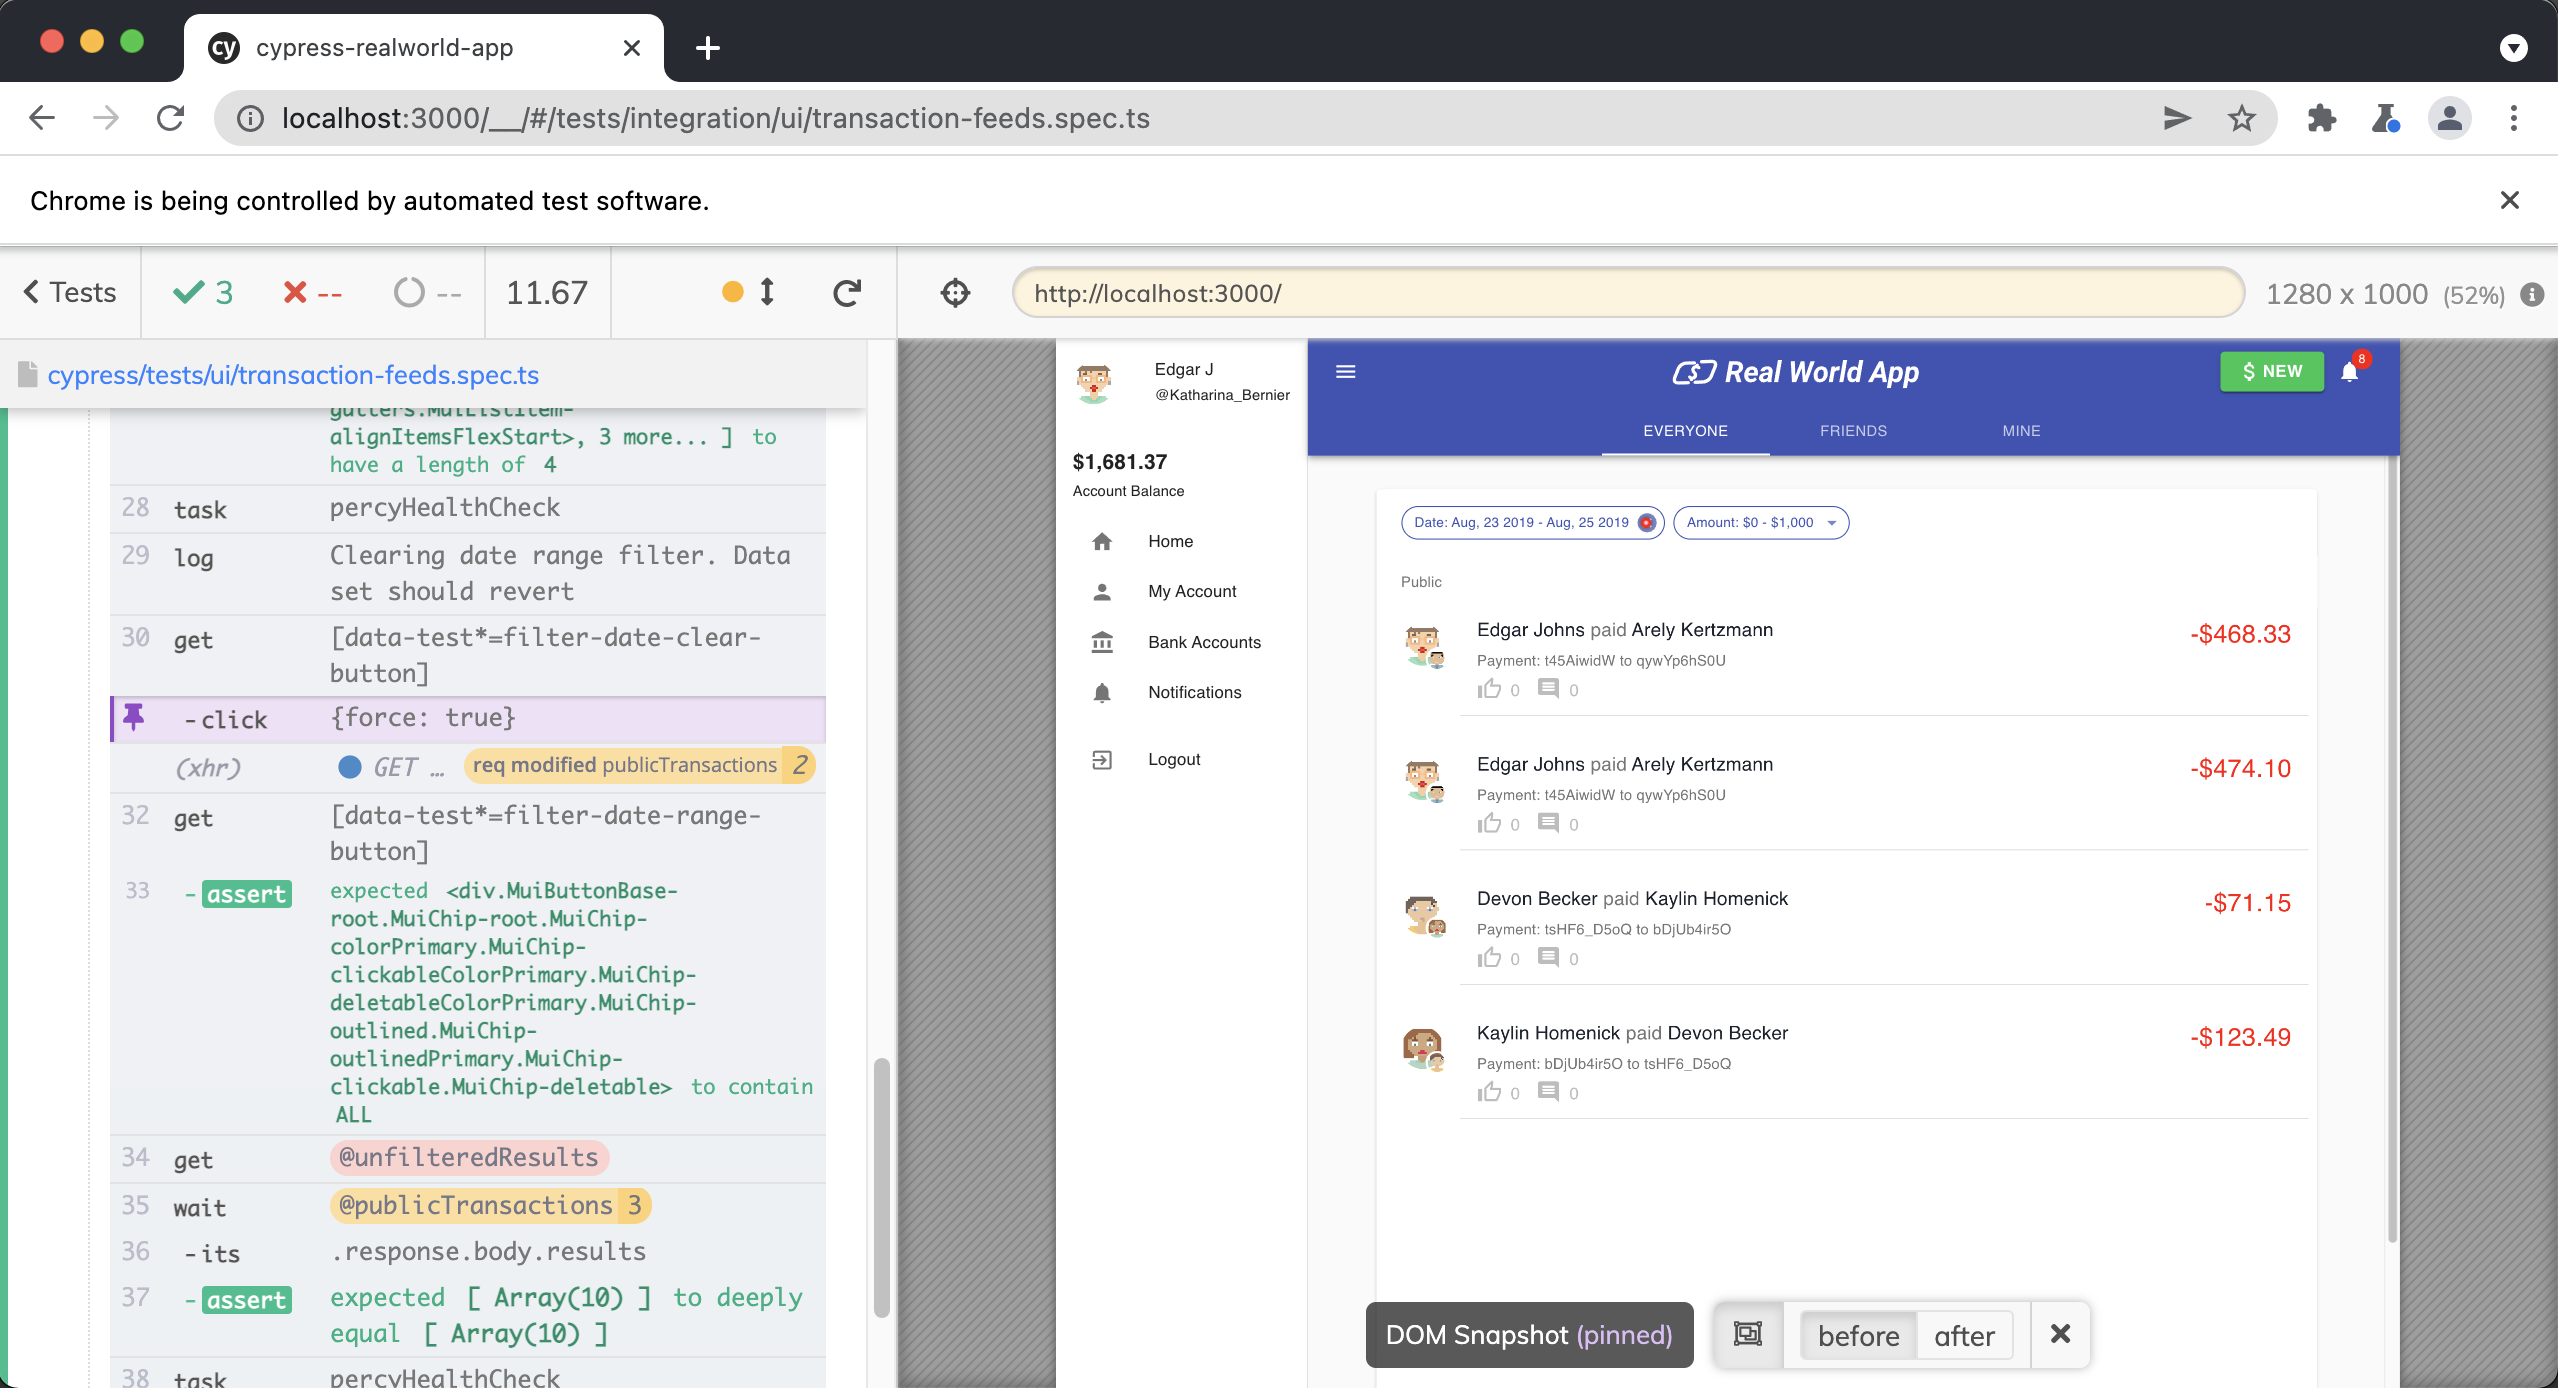 cy cypress-realworld-app
localhost:3000/__/#/tests/integration/ui/transaction-feeds.spec.ts
Chrome is being controlled by automated test software.
Tests 3 -- -- 11.67
http://localhost:3000/ 1280 x 1000 (52%)
cypress/tests/ui/transaction-feeds.spec.ts
gutters.MuiListItem-
alignItemsFlexStart>, 3 more... ] to
have a length of 4
28 task percyHealthCheck
29 log Clearing date range filter. Data
set should revert
30 get [data-test*=filter-date-clear-
button]
-click {force: true}
(xhr) GET ... req modified publicTransactions 2
32 get [data-test*=filter-date-range-
button]
33 -assert expected <div.MuiButtonBase-
root.MuiChip-root.MuiChip-
colorPrimary.MuiChip-
clickableColorPrimary.MuiChip-
deletableColorPrimary.MuiChip-
outlined.MuiChip-
outlinedPrimary.MuiChip-
clickable.MuiChip-deletable> to contain
ALL
34 get @unfilteredResults
35 wait @publicTransactions 3
36 -its .response.body.results
37 -assert expected [ Array(10) ] to deeply
equal [ Array(10) ]
38 task percyHealthCheck
Edgar J
@Katharina_Bernier
$1,681.37
Account Balance
Home
My Account
Bank Accounts
Notifications
Logout
Real World App
$ NEW
8
EVERYONE FRIENDS MINE
Date: Aug, 23 2019 - Aug, 25 2019 Amount: $0 - $1,000
Public
Edgar Johns paid Arely Kertzmann -$468.33
Payment: t45AiwidW to qywYp6hS0U
0 0
Edgar Johns paid Arely Kertzmann -$474.10
Payment: t45AiwidW to qywYp6hS0U
0 0
Devon Becker paid Kaylin Homenick -$71.15
Payment: tsHF6_D5oQ to bDjUb4ir5O
0 0
Kaylin Homenick paid Devon Becker -$123.49
Payment: bDjUb4ir5O to tsHF6_D5oQ
0 0
DOM Snapshot (pinned) before after